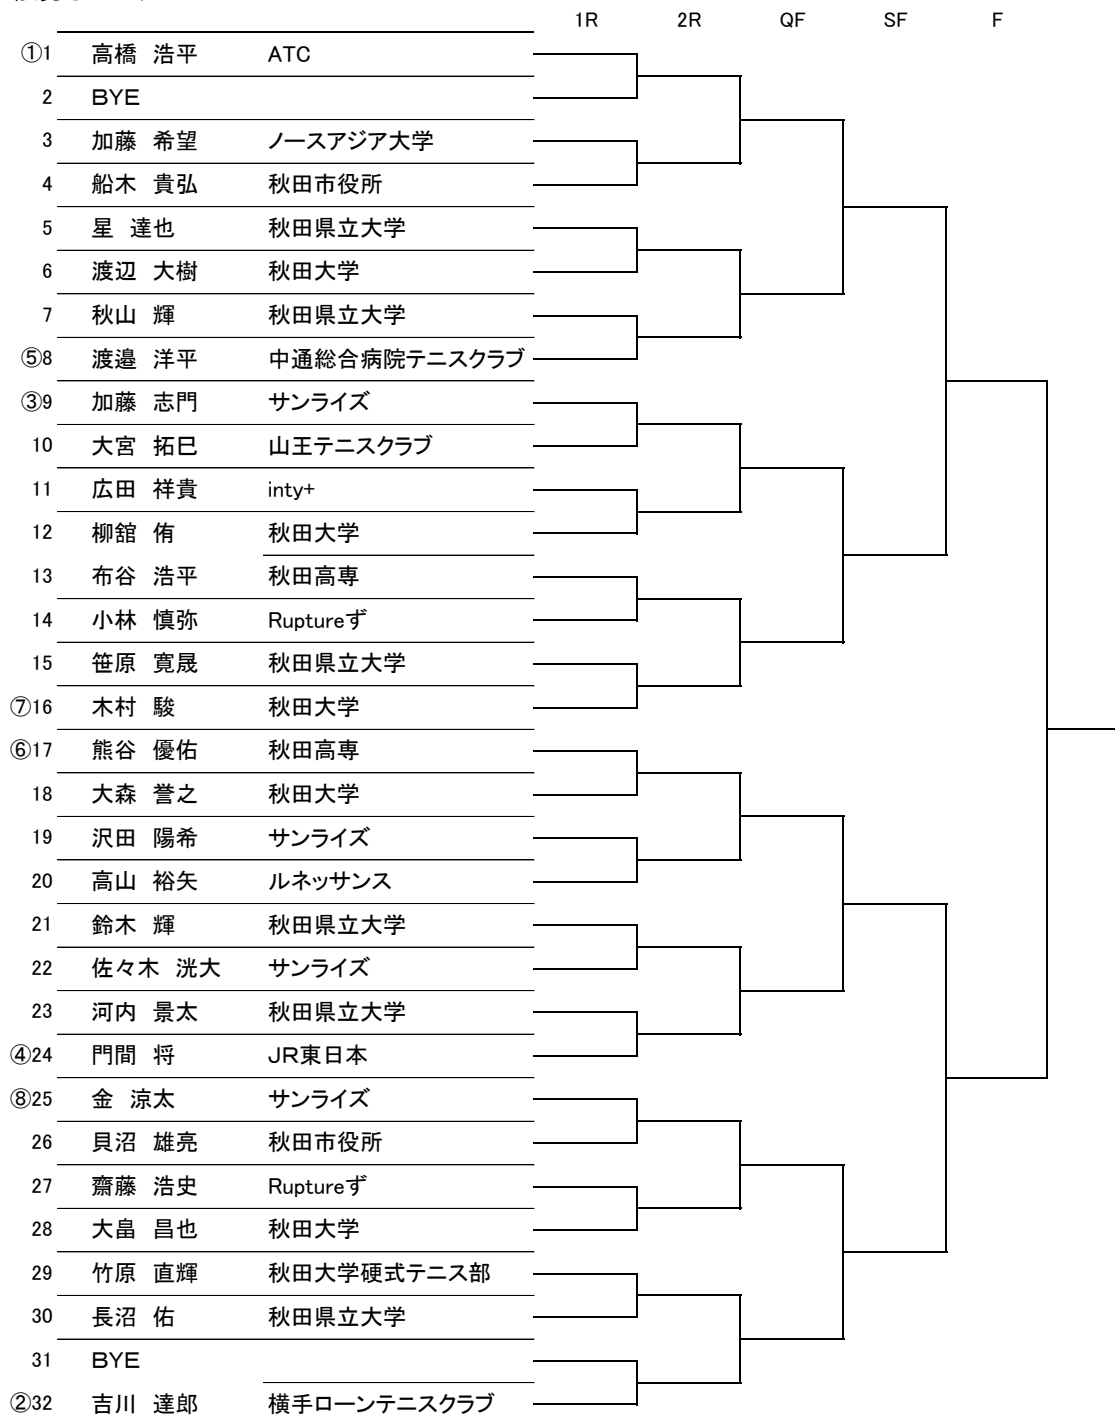 1R 2R QF SF F
①1 高橋 浩平 ATC
2 BYE
3 加藤 希望 ノースアジア大学
4 船木 貴弘 秋田市役所
5 星 達也 秋田県立大学
6 渡辺 大樹 秋田大学
7 秋山 輝 秋田県立大学
⑤8 渡邉 洋平 中通総合病院テニスクラブ
③9 加藤 志門 サンライズ
10 大宮 拓巳 山王テニスクラブ
11 広田 祥貴 inty+
12 柳舘 侑 秋田大学
13 布谷 浩平 秋田高専
14 小林 慎弥 Ruptureず
15 笹原 寛晟 秋田県立大学
⑦16 木村 駿 秋田大学
⑥17 熊谷 優佑 秋田高専
18 大森 誉之 秋田大学
19 沢田 陽希 サンライズ
20 高山 裕矢 ルネッサンス
21 鈴木 輝 秋田県立大学
22 佐々木 洸大 サンライズ
23 河内 景太 秋田県立大学
④24 門間 将 JR東日本
⑧25 金 涼太 サンライズ
26 貝沼 雄亮 秋田市役所
27 齋藤 浩史 Ruptureず
28 大畠 昌也 秋田大学
29 竹原 直輝 秋田大学硬式テニス部
30 長沼 佑 秋田県立大学
31 BYE
②32 吉川 達郎 横手ローンテニスクラブ